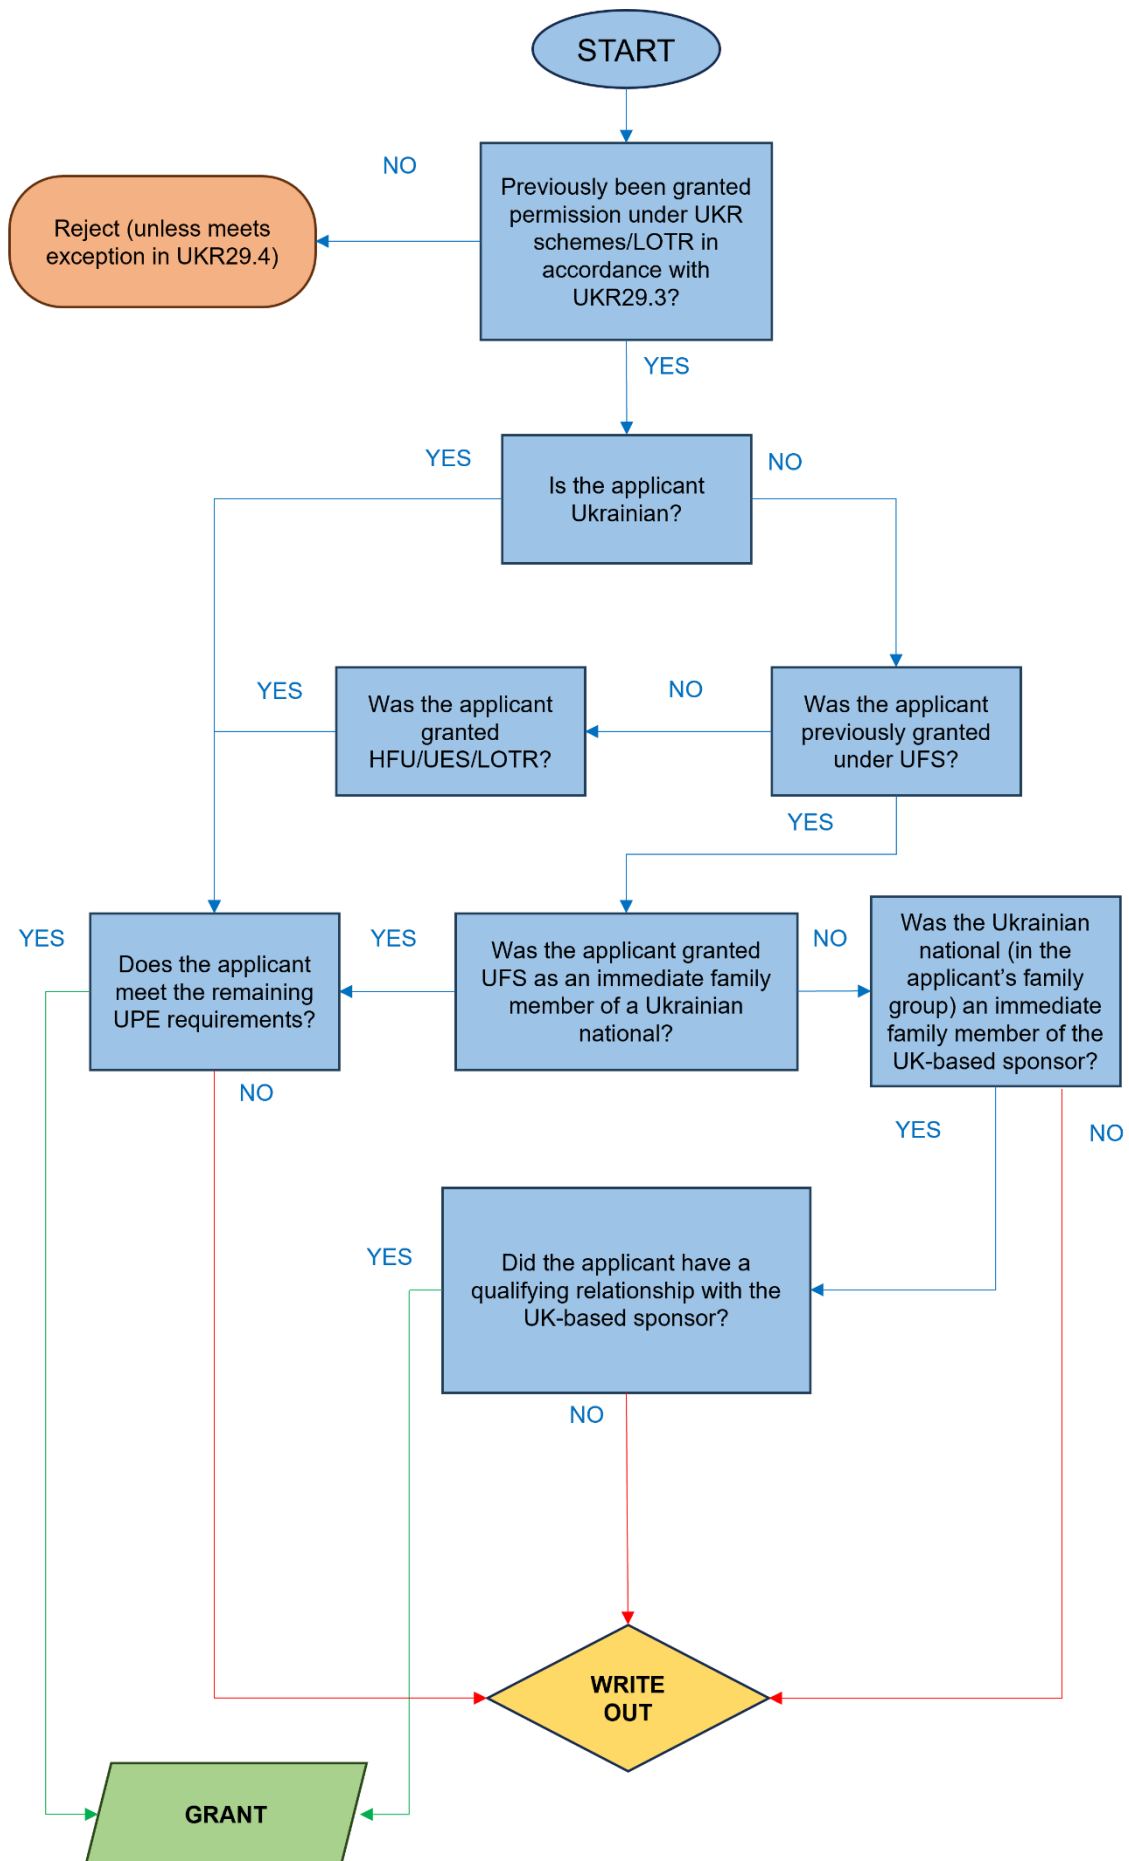 START
NO
Previously been granted
permission under UKR
schemes/LOTR in
accordance with
UKR29.3?
Reject (unless meets
exception in UKR29.4)
YES
YES
NO
Is the applicant
Ukrainian?
YES
Was the applicant
granted
HFU/UES/LOTR?
NO
Was the applicant
previously granted
under UFS?
YES
YES
Does the applicant
meet the remaining
UPE requirements?
YES
Was the applicant granted
UFS as an immediate family
member of a Ukrainian
national?
NO
Was the Ukrainian
national (in the
applicant’s family
group) an immediate
family member of the
UK-based sponsor?
NO
YES
NO
YES
Did the applicant have a
qualifying relationship with the
UK-based sponsor?
NO
WRITE
OUT
GRANT